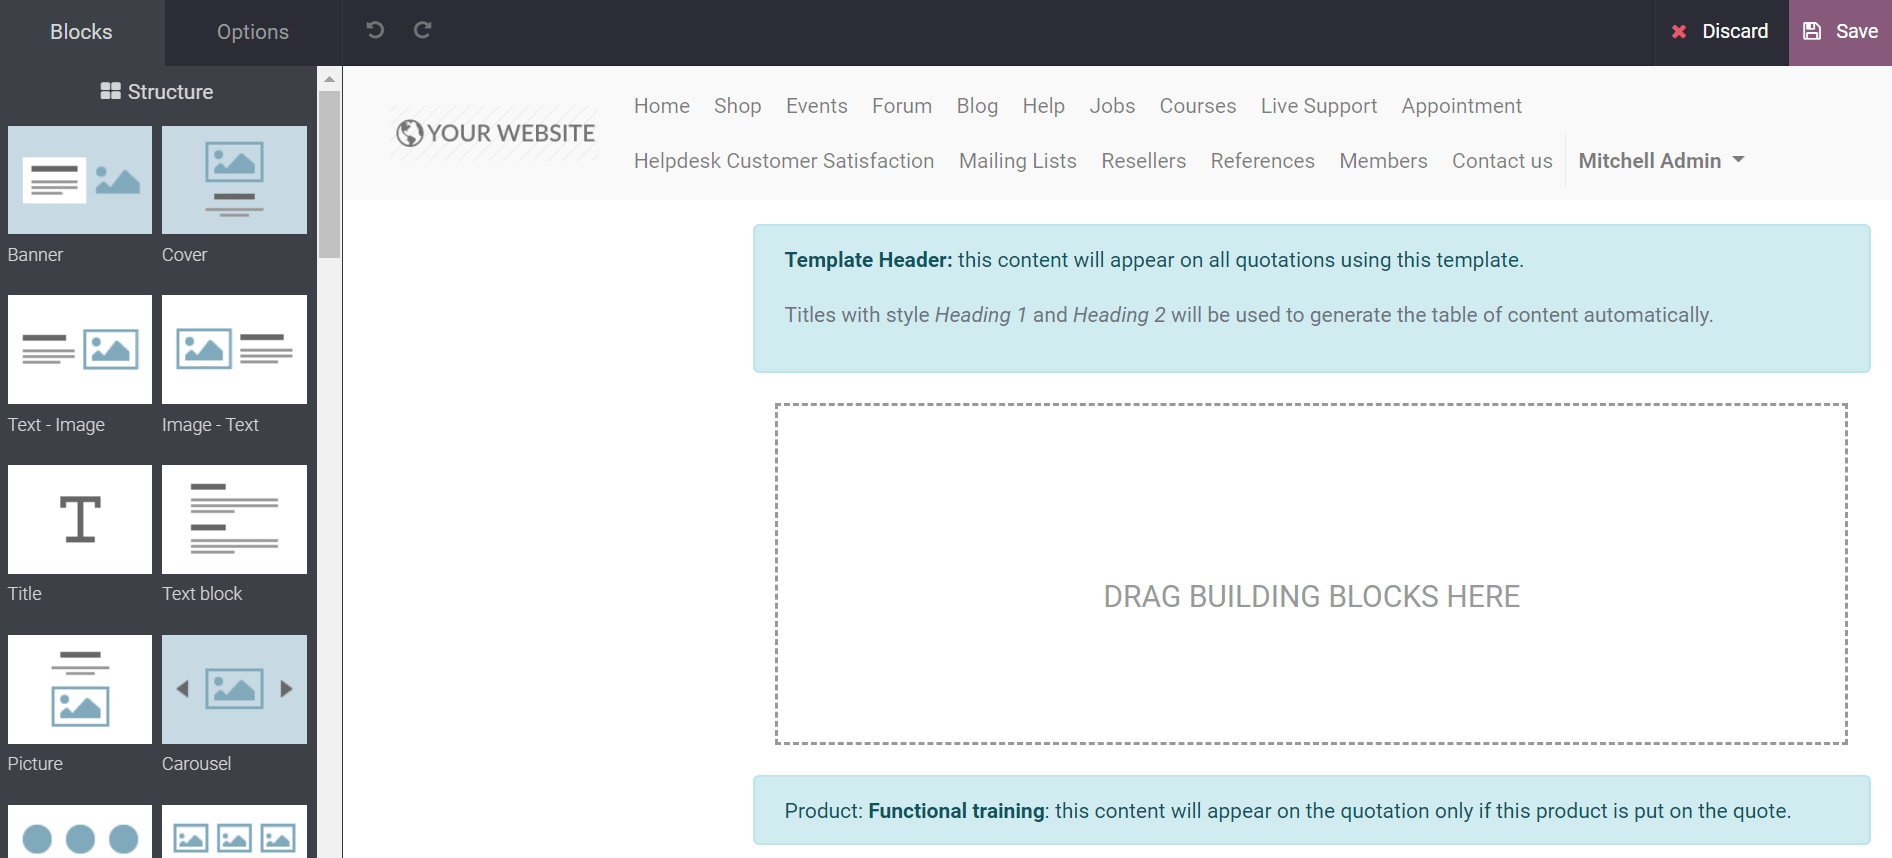 Blocks
Options
Discard
Save
Structure
Banner
Cover
Text - Image
Image - Text
Title
Text block
Picture
Carousel
YOUR WEBSITE
Home Shop Events Forum Blog Help Jobs Courses Live Support Appointment
Helpdesk Customer Satisfaction Mailing Lists Resellers References Members Contact us Mitchell Admin
Template Header: this content will appear on all quotations using this template.
Titles with style Heading 1 and Heading 2 will be used to generate the table of content automatically.
DRAG BUILDING BLOCKS HERE
Product: Functional training: this content will appear on the quotation only if this product is put on the quote.